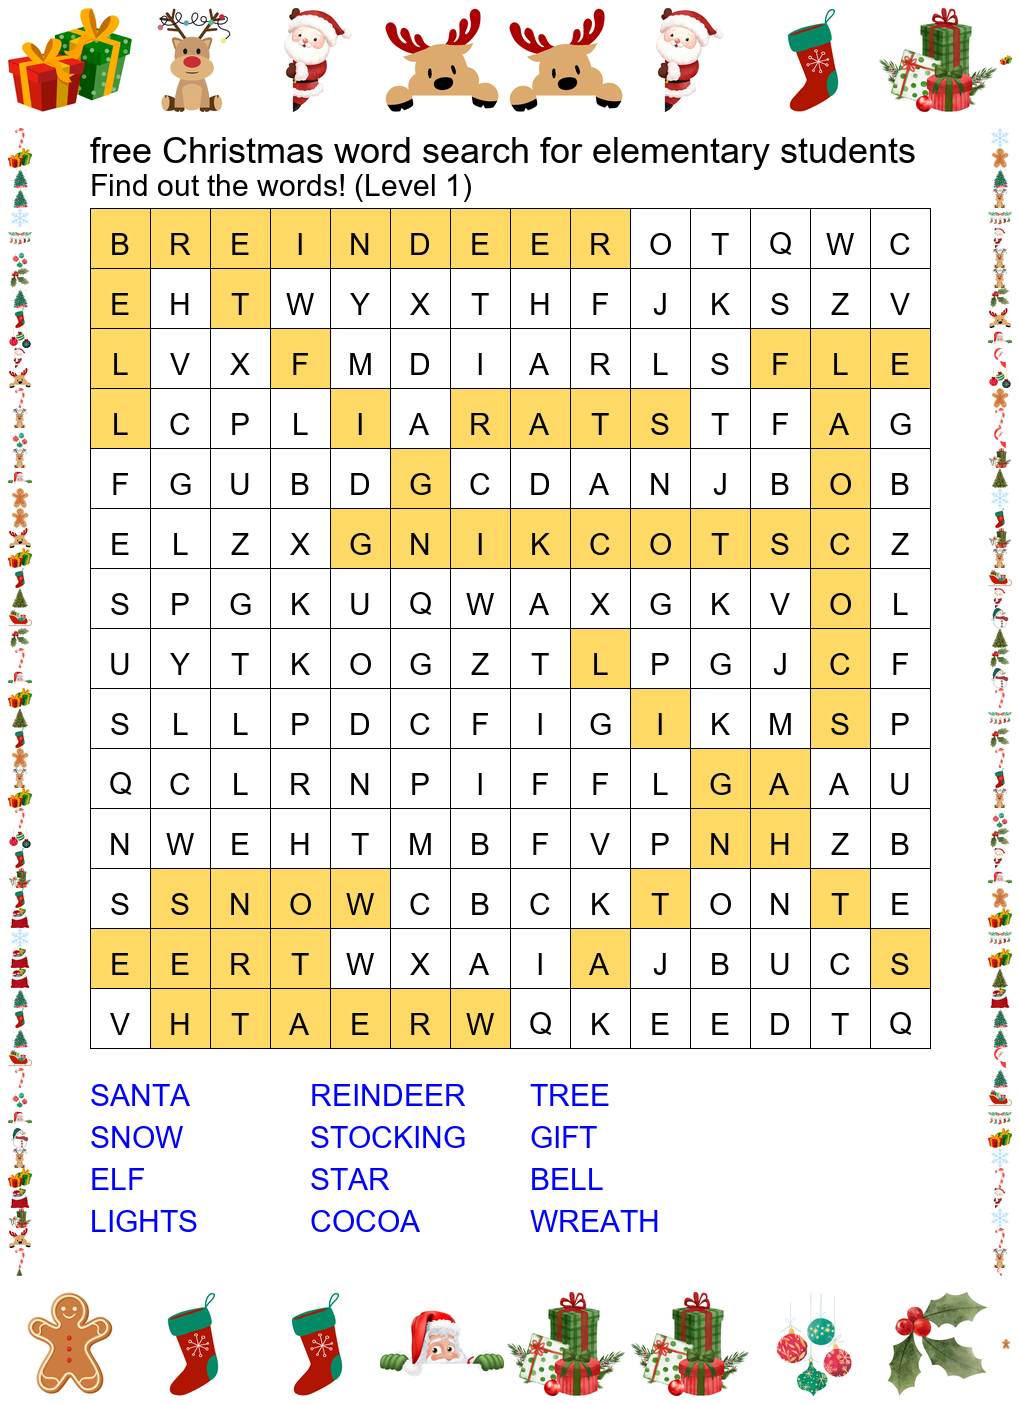 free Christmas word search for elementary students
Find out the words! (Level 1)
B R E I N D E E R O T Q W C
E H T W Y X T H F J K S Z V
L V X F M D I A R L S F L E
L C P L I A R A T S T F A G
F G U B D G C D A N J B O B
E L Z X G N I K C O T S C Z
S P G K U Q W A X G K V O L
U Y T K O G Z T L P G J C F
S L L P D C F I G I K M S P
Q C L R N P I F F L G A A U
N W E H T M B F V P N H Z B
S S N O W C B C K T O N T E
E E R T W X A I A J B U C S
V H T A E R W Q K E E D T Q
SANTA REINDEER TREE
SNOW STOCKING GIFT
ELF STAR BELL
LIGHTS COCOA WREATH